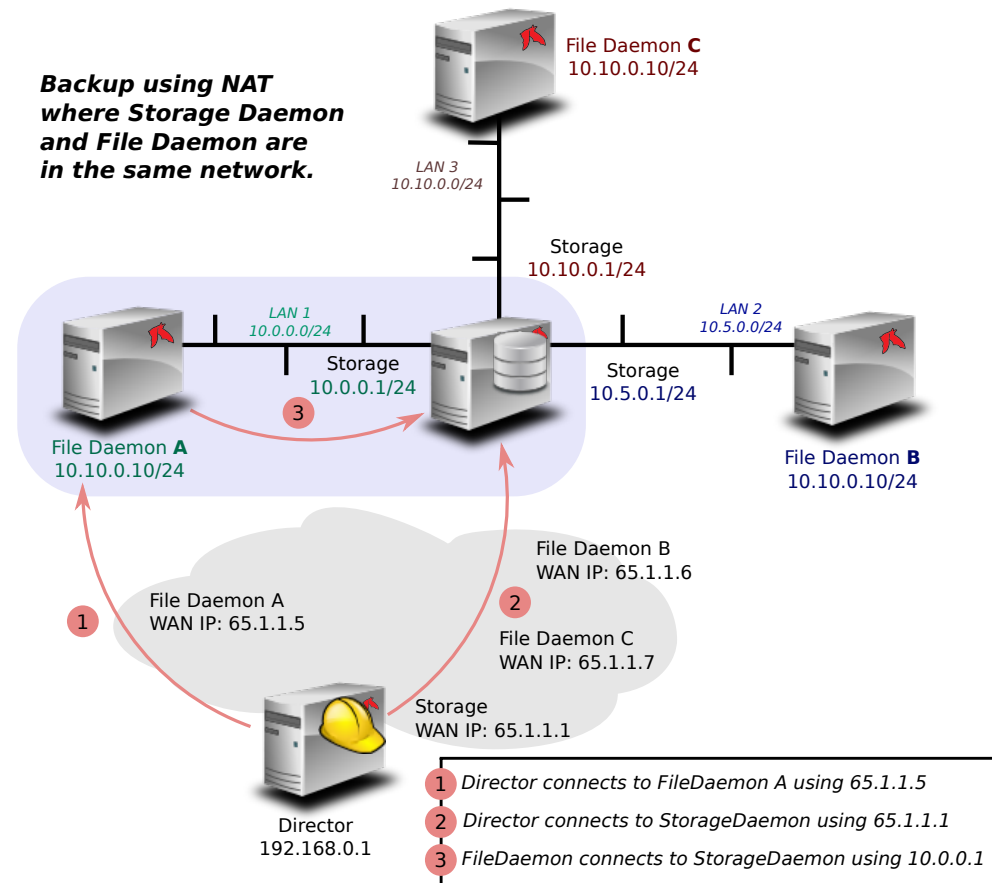 Backup using NAT
where Storage Daemon
and File Daemon are
in the same network.
File Daemon C
10.10.0.10/24
LAN 3
10.10.0.0/24
Storage
10.10.0.1/24
LAN 1
10.0.0.0/24
Storage
10.0.0.1/24
LAN 2
10.5.0.0/24
Storage
10.5.0.1/24
3
File Daemon A
10.10.0.10/24
File Daemon B
10.10.0.10/24
1
File Daemon A
WAN IP: 65.1.1.5
2
File Daemon B
WAN IP: 65.1.1.6
File Daemon C
WAN IP: 65.1.1.7
Storage
WAN IP: 65.1.1.1
Director
192.168.0.1
1 Director connects to FileDaemon A using 65.1.1.5
2 Director connects to StorageDaemon using 65.1.1.1
3 FileDaemon connects to StorageDaemon using 10.0.0.1